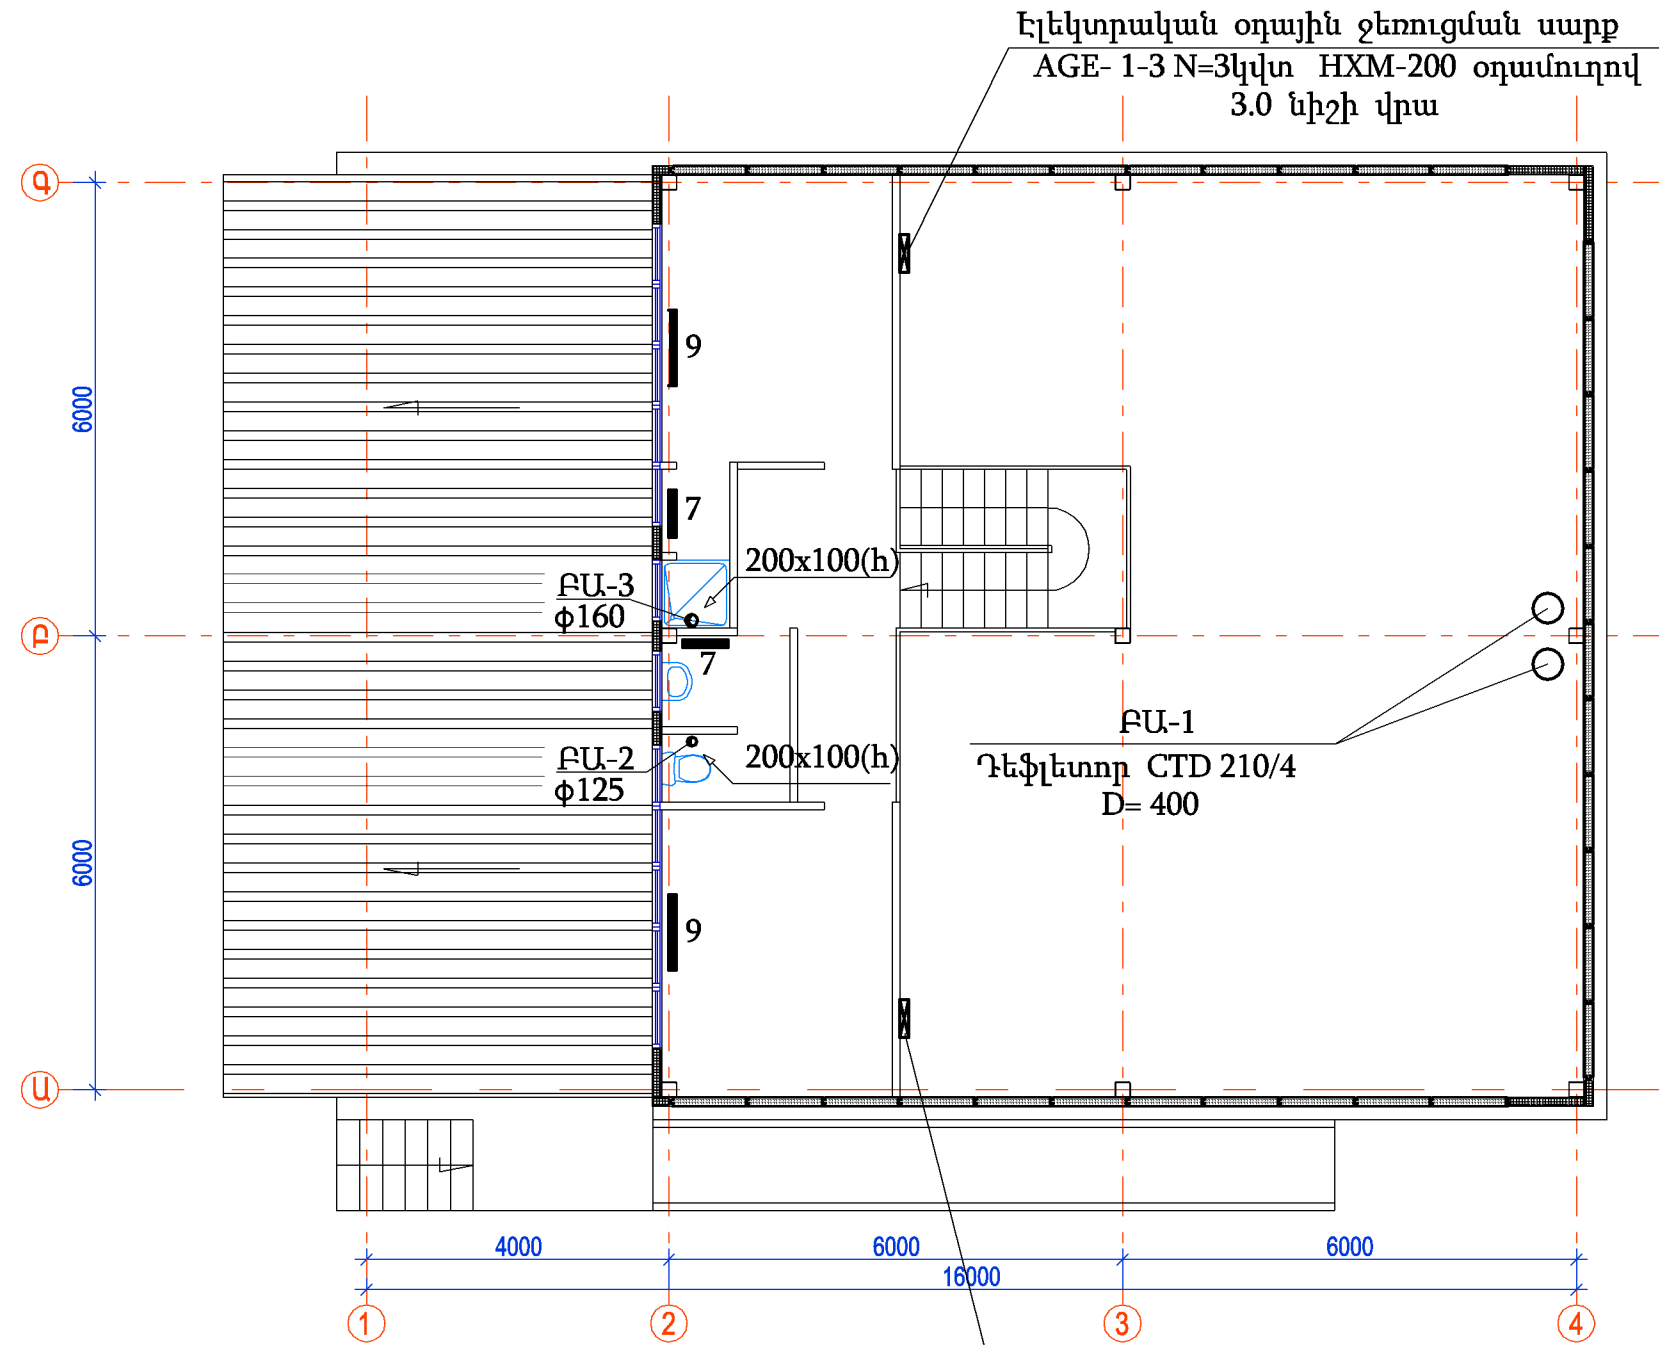 Էլեկտրական օդային ջեռուցման սարք
AGE- 1-3 N=3կվտ HXM-200 օդամուղով
3.0 նիշի վրա
Գ
6000
9
7
200x100(h)
ԲԱ-3
ϕ160
Բ
7
ԲԱ-1
Դեֆլետոր CTD 210/4
D= 400
200x100(h)
ԲԱ-2
ϕ125
6000
9
Ա
4000
6000
6000
16000
1
2
3
4